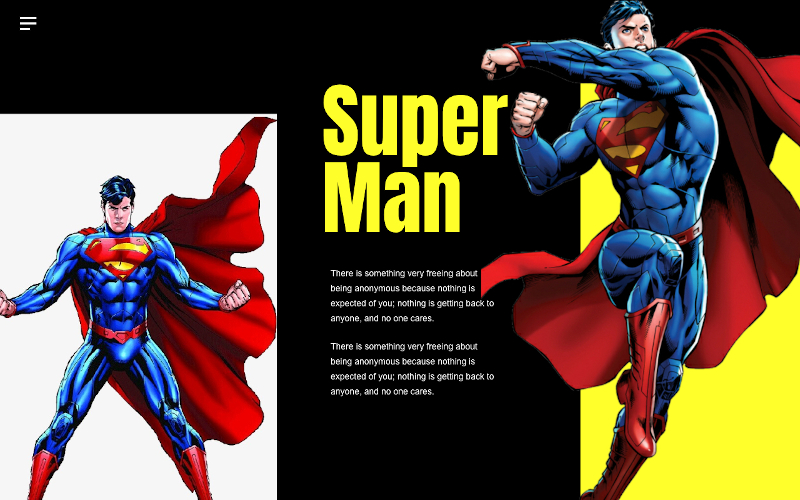 Super
Man
There is something very freeing about
being anonymous because nothing is
expected of you; nothing is getting back to
anyone, and no one cares.
There is something very freeing about
being anonymous because nothing is
expected of you; nothing is getting back to
anyone, and no one cares.